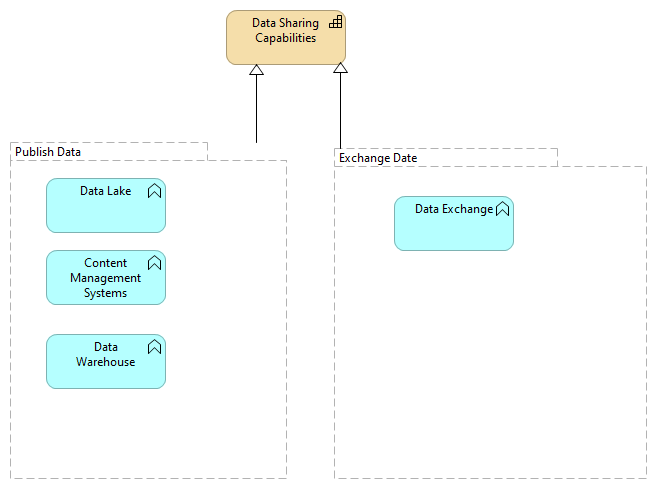 Data Sharing
Capabilities
Publish Data
Exchange Date
Data Lake
Data Exchange
Content
Management
Systems
Data
Warehouse